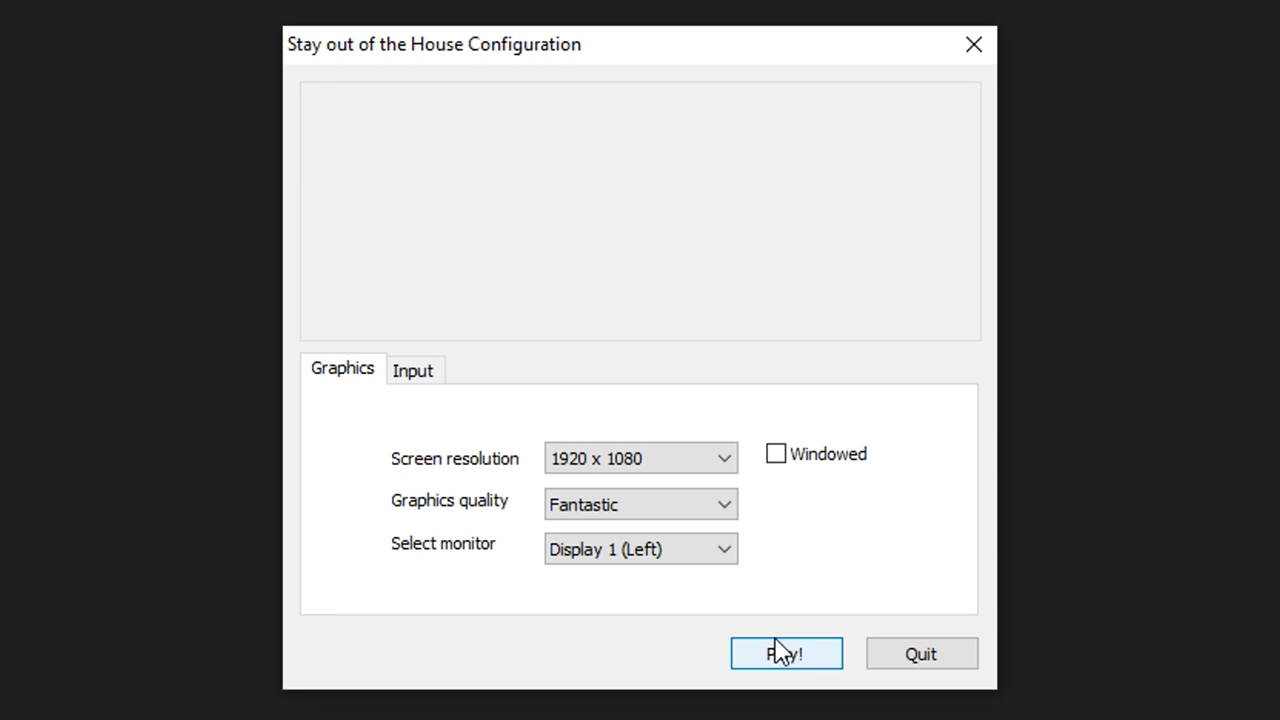 Stay out of the House Configuration
Graphics
Input
Screen resolution
1920 x 1080
Windowed
Graphics quality
Fantastic
Select monitor
Display 1 (Left)
Quit